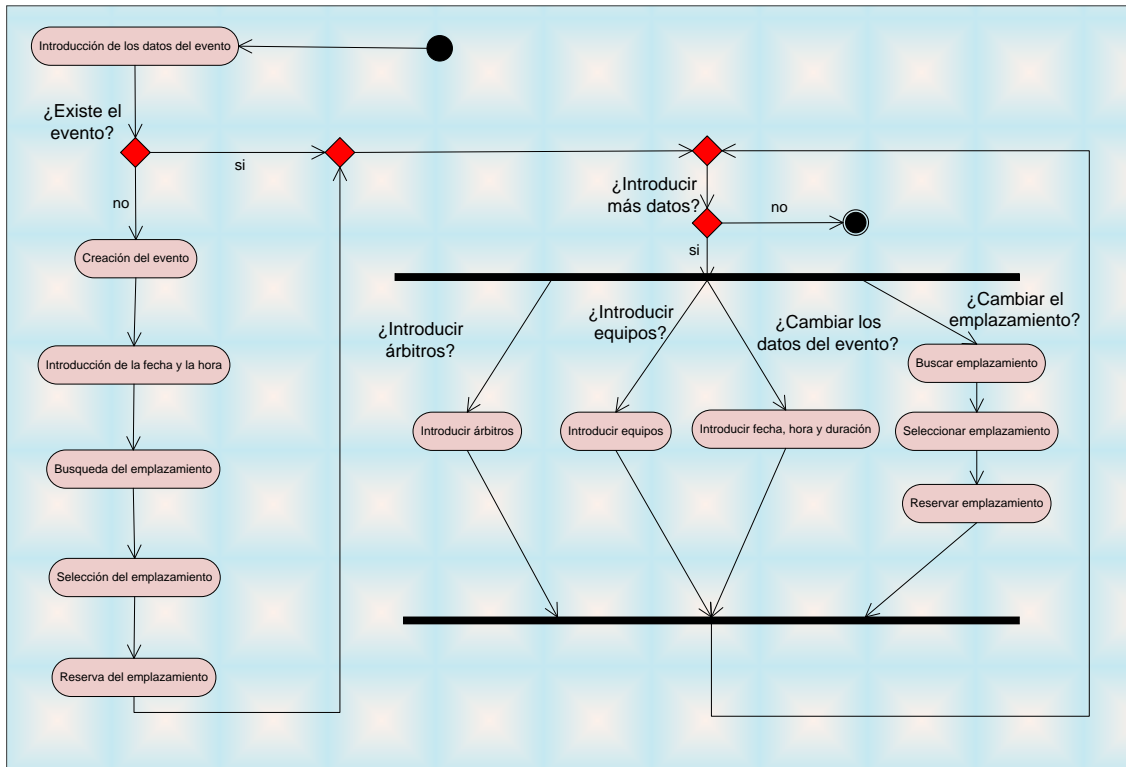 Introducción de los datos del evento
¿Existe el
evento?
si
no
Creación del evento
Introducción de la fecha y la hora
Busqueda del emplazamiento
Selección del emplazamiento
Reserva del emplazamiento
¿Introducir
más datos?
no
si
¿Introducir
árbitros?
¿Introducir
equipos?
¿Cambiar los
datos del evento?
¿Cambiar el
emplazamiento?
Introducir árbitros
Introducir equipos
Introducir fecha, hora y duración
Buscar emplazamiento
Seleccionar emplazamiento
Reservar emplazamiento